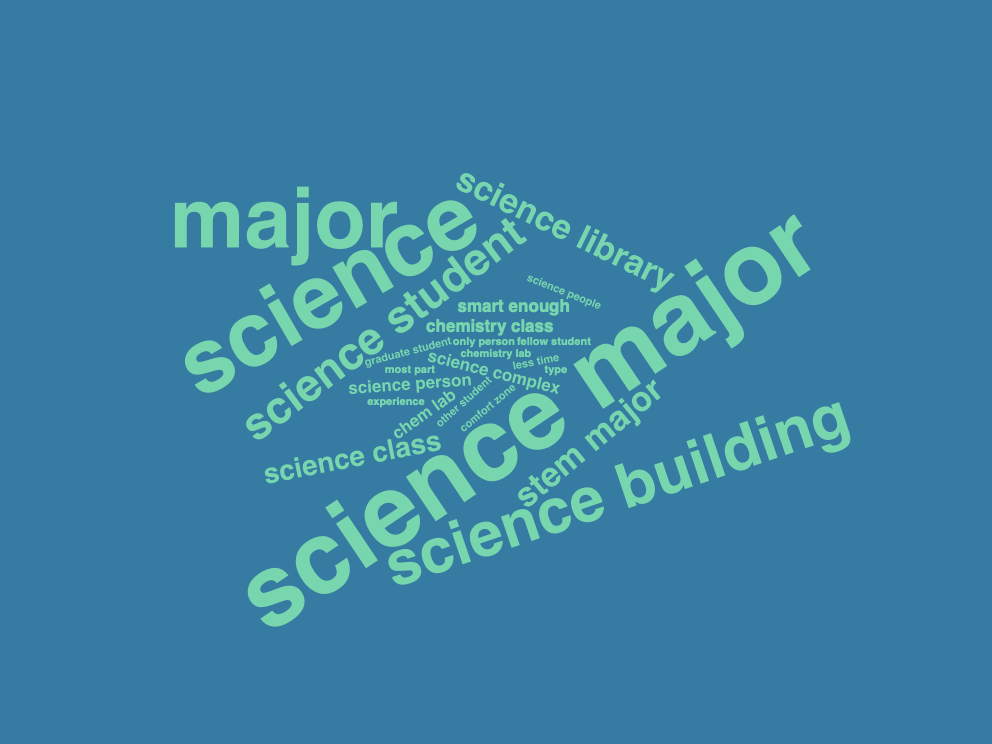 science library
major
science
science student
science major
science people
smart enough
chemistry class
only person
fellow student
graduate student
chemistry lab
science complex
less time
most part
type
science person
other student
comfort zone
experience
chem lab
stem major
science class
science building